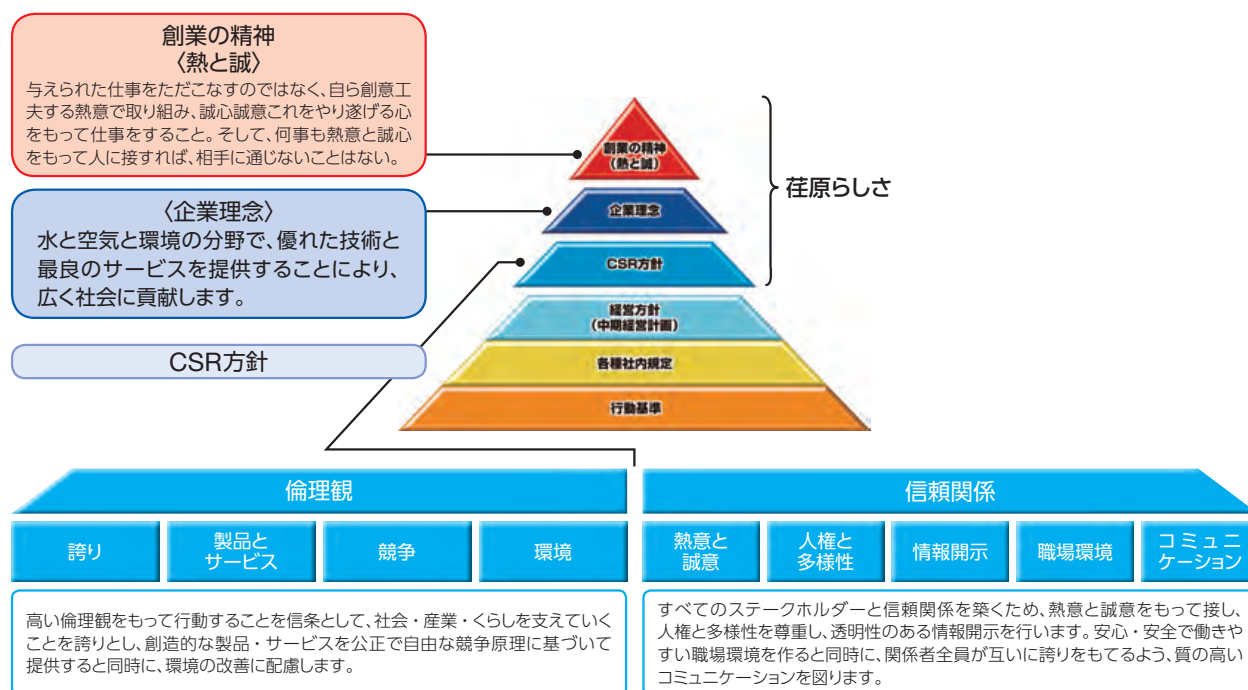 創業の精神
〈熱と誠〉
与えられた仕事をただこなすのではなく、自ら創意工
夫する熱意で取り組み、誠心誠意これをやり遂げる心
をもって仕事をすること。そして、何事も熱意と誠心
をもって人に接すれば、相手に通じないことはない。
〈企業理念〉
水と空気と環境の分野で、優れた技術と
最良のサービスを提供することにより、
広く社会に貢献します。
CSR方針
創業の精神
（熱と誠）
企業理念
CSR方針
経営方針
（中期経営計画）
各種社内規定
行動基準
荏原らしさ
倫理観
誇り
製品と
サービス
競争
環境
高い倫理観をもって行動することを信条として、社会・産業・くらしを支えていく
ことを誇りとし、創造的な製品・サービスを公正で自由な競争原理に基づいて
提供すると同時に、環境の改善に配慮します。
信頼関係
熱意と
誠意
人権と
多様性
情報開示
職場環境
コミュニ
ケーション
すべてのステークホルダーと信頼関係を築くため、熱意と誠意をもって接し、
人権と多様性を尊重し、透明性のある情報開示を行います。安心・安全で働きや
すい職場環境を作ると同時に、関係者全員が互いに誇りをもてるよう、質の高い
コミュニケーションを図ります。